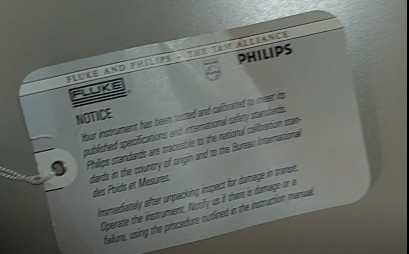 FLUKE AND PHILIPS - THE T&M ALLIANCE
FLUKE
PHILIPS
NOTICE
Your instrument has been tested and calibrated to meet its
published specifications and international safety standards.
Philips standards are traceable to the national calibration stan-
dards in the country of origin and to the Bureau International
des Poids et Mesures.
Immediately after unpacking inspect for damage in transit.
Operate the instrument. Notify us if there is damage or a
failure, using the procedure outlined in the instruction manual.